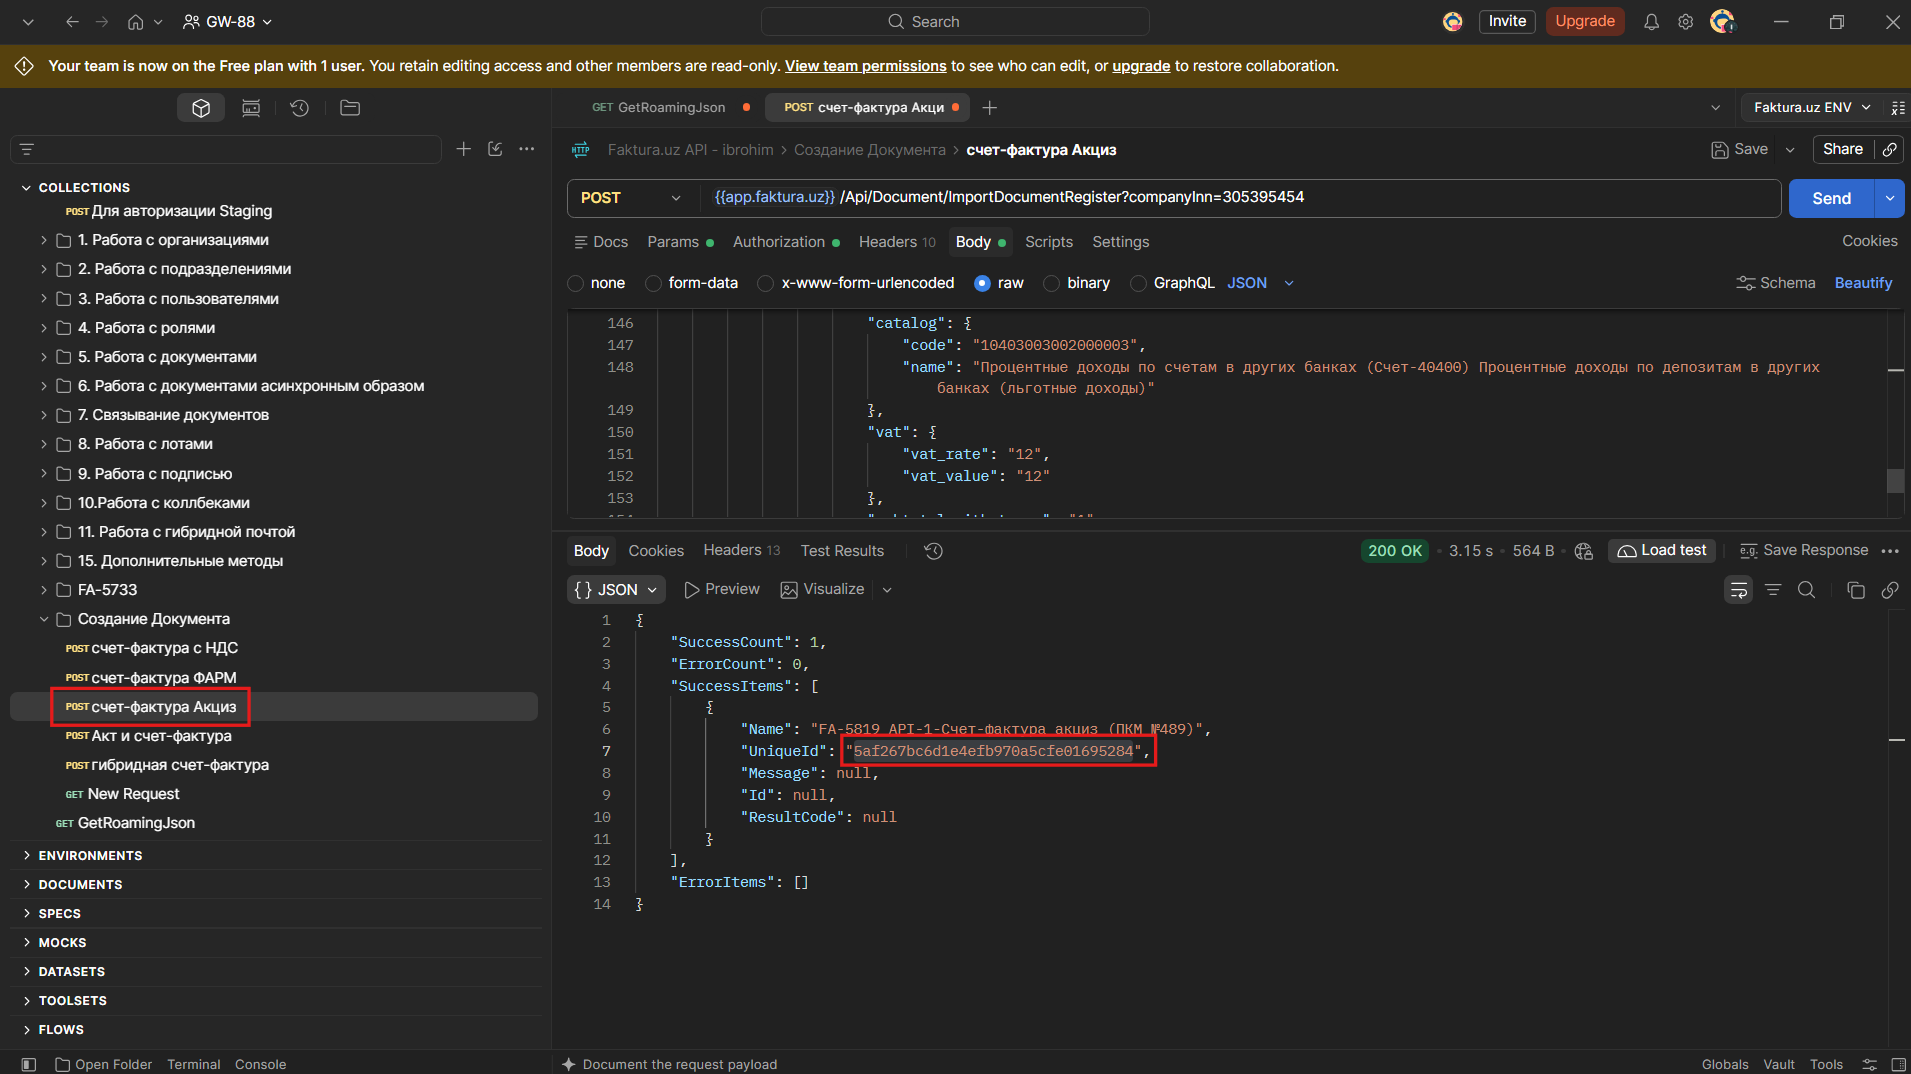 GW-88
Search
Invite
Upgrade
Your team is now on the Free plan with 1 user. You retain editing access and other members are read-only. View team permissions to see who can edit, or upgrade to restore collaboration.
GET GetRoamingJson
POST счет-фактура Акци
Faktura.uz ENV
COLLECTIONS
POST Для авторизации Staging
1. Работа с организациями
2. Работа с подразделениями
3. Работа с пользователями
4. Работа с ролями
5. Работа с документами
6. Работа с документами асинхронным образом
7. Связывание документов
8. Работа с лотами
9. Работа с подписью
10.Работа с коллбеками
11. Работа с гибридной почтой
15. Дополнительные методы
FA-5733
Создание Документа
POST счет-фактура с НДС
POST счет-фактура ФАРМ
POST счет-фактура Акциз
POST Акт и счет-фактура
POST гибридная счет-фактура
GET New Request
GET GetRoamingJson
ENVIRONMENTS
DOCUMENTS
SPECS
MOCKS
DATASETS
TOOLSETS
FLOWS
HTTP Faktura.uz API - ibrohim > Создание Документа > счет-фактура Акциз
Save
Share
POST {{app.faktura.uz}} /Api/Document/ImportDocumentRegister?companyInn=305395454
Send
Docs Params Authorization Headers 10 Body Scripts Settings Cookies
none form-data x-www-form-urlencoded raw binary GraphQL JSON Schema Beautify
146 "catalog": {
147 "code": "10403003002000003",
148 "name": "Процентные доходы по счетам в других банках (Счет-40400) Процентные доходы по депозитам в других
банках (льготные доходы)"
149 },
150 "vat": {
151 "vat_rate": "12",
152 "vat_value": "12"
153 },
Body Cookies Headers 13 Test Results
200 OK • 3.15 s • 564 B Load test e.g. Save Response
{} JSON Preview Visualize
1 {
2 "SuccessCount": 1,
3 "ErrorCount": 0,
4 "SuccessItems": [
5 {
6 "Name": "FA-5819 API-1-Счет-фактура акциз (ПКМ №489)",
7 "UniqueId": "5af267bc6d1e4efb970a5cfe01695284",
8 "Message": null,
9 "Id": null,
10 "ResultCode": null
11 }
12 ],
13 "ErrorItems": []
14 }
Open Folder Terminal Console
Document the request payload
Globals Vault Tools